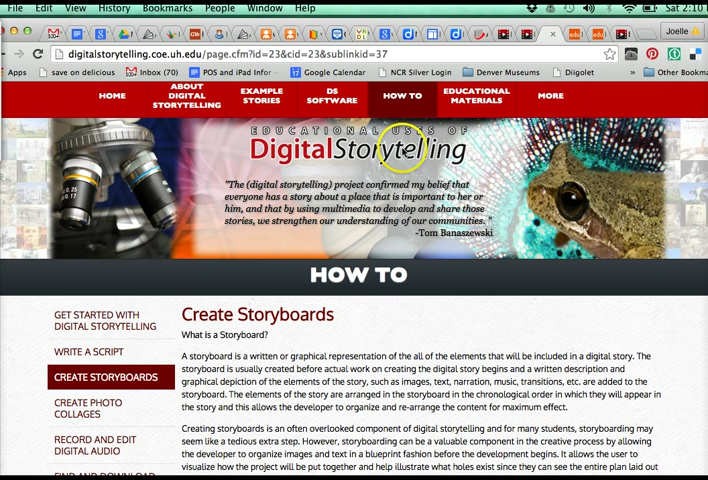 Edit View History Bookmarks People Window Help Sat 2:10
Joelle
digitalstorytelling.coe.uh.edu/page.cfm?id=23&cid=23&sublinkid=37
Apps save on delicious Inbox (70) POS and iPad Infor Google Calendar NCR Silver Login Denver Museums Diigolet » Other Bookma
HOME
ABOUT
DIGITAL
STORYTELLING
EXAMPLE
STORIES
DS
SOFTWARE
HOW TO
EDUCATIONAL
MATERIALS
MORE
EDUCATIONAL USES OF
DigitalStorytelling
"The (digital storytelling) project confirmed my belief that
everyone has a story about a place that is important to her or
him, and that by using multimedia to develop and share those
stories, we strengthen our understanding of our communities."
-Tom Banaszewski
HOW TO
GET STARTED WITH
DIGITAL STORYTELLING
WRITE A SCRIPT
CREATE STORYBOARDS
CREATE PHOTO
COLLAGES
RECORD AND EDIT
DIGITAL AUDIO
FIND AND DOWNLOAD
Create Storyboards
What is a Storyboard?
A storyboard is a written or graphical representation of the all of the elements that will be included in a digital story. The
storyboard is usually created before actual work on creating the digital story begins and a written description and
graphical depiction of the elements of the story, such as images, text, narration, music, transitions, etc. are added to the
storyboard. The elements of the story are arranged in the storyboard in the chronological order in which they will appear in
the story and this allows the developer to organize and re-arrange the content for maximum effect.
Creating storyboards is an often overlooked component of digital storytelling and for many students, storyboarding may
seem like a tedious extra step. However, storyboarding can be a valuable component in the creative process by allowing
the developer to organize images and text in a blueprint fashion before the development begins. It allows the user to
visualize how the project will be put together and help illustrate what holes exist since they can see the entire plan laid out